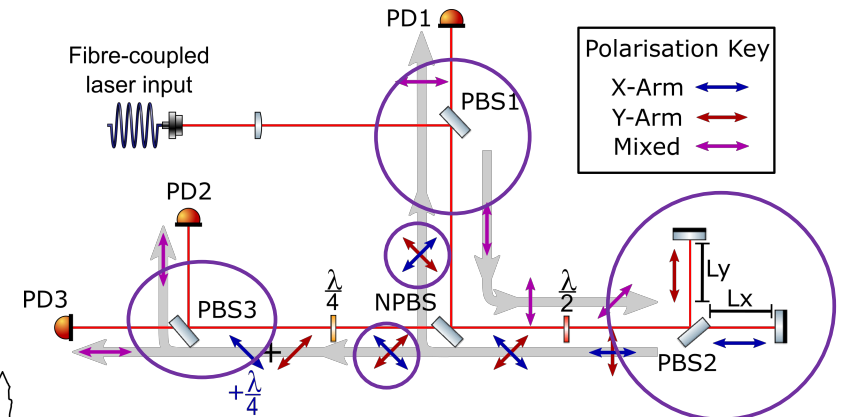 PD1
Fibre-coupled
laser input
PBS1
Polarisation Key
X-Arm
Y-Arm
Mixed
PD2
PD3
PBS3
λ
4
NPBS
λ
2
Ly
Lx
PBS2
+
+λ
4